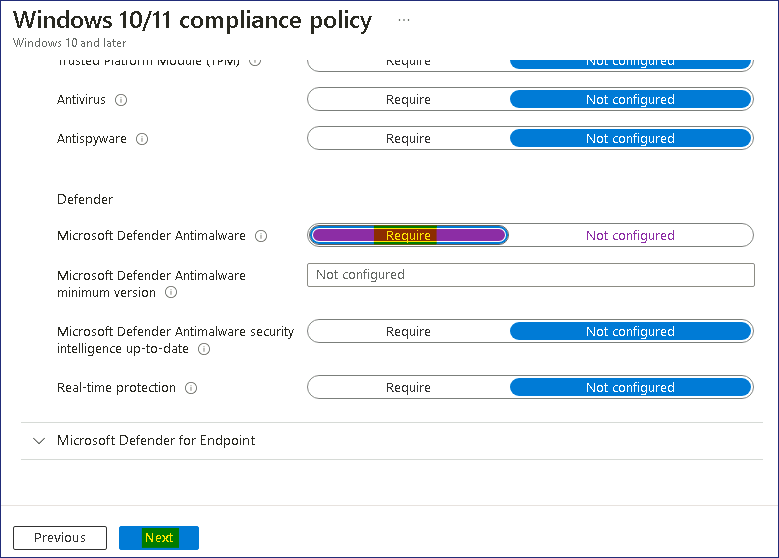 Windows 10/11 compliance policy ...
Windows 10 and later
Trusted Platform Module (TPM) Require Not configured
Antivirus Require Not configured
Antispyware Require Not configured
Defender
Microsoft Defender Antimalware Require Not configured
Microsoft Defender Antimalware Not configured
minimum version
Microsoft Defender Antimalware security Require Not configured
intelligence up-to-date
Real-time protection Require Not configured
Microsoft Defender for Endpoint
Previous Next